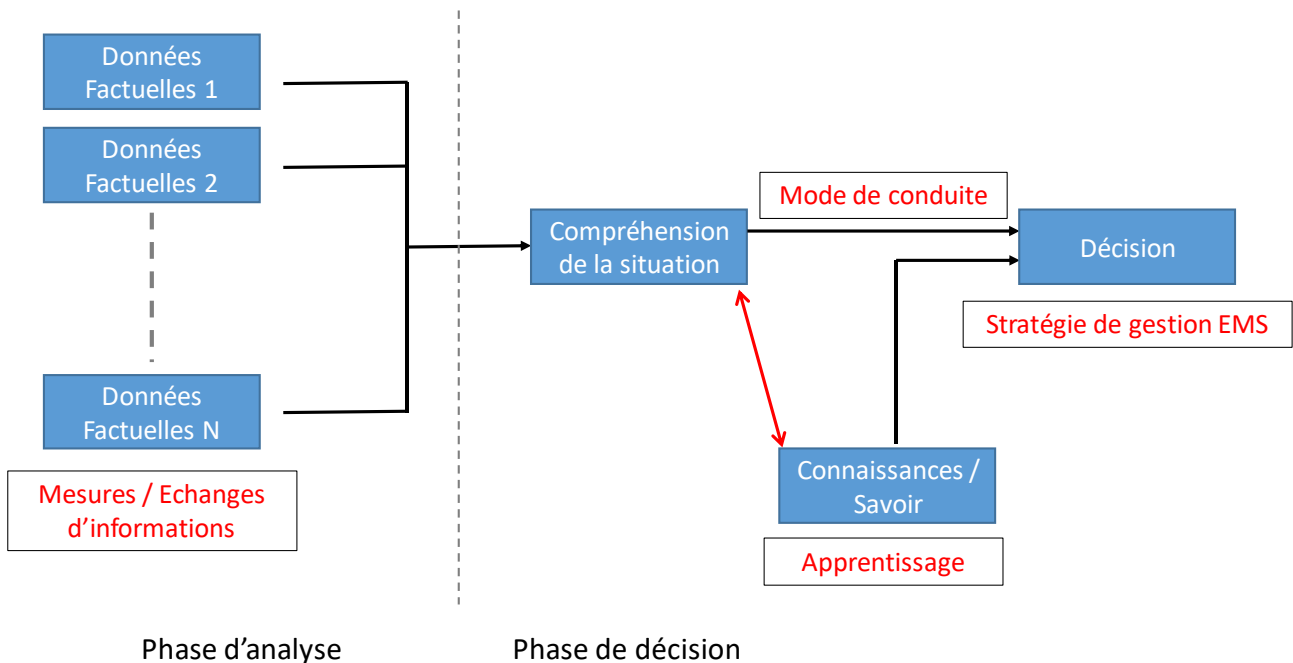 Données
Factuelles 1
Données
Factuelles 2
Données
Factuelles N
Mesures / Echanges
d’informations
Compréhension
de la situation
Mode de conduite
Décision
Stratégie de gestion EMS
Connaissances /
Savoir
Apprentissage
Phase d’analyse
Phase de décision